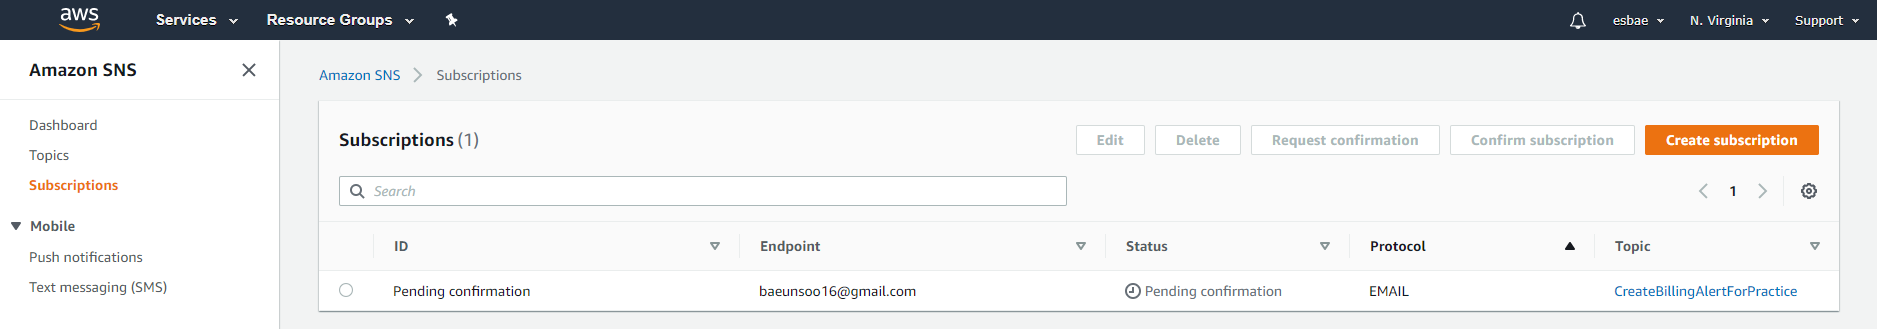 aws Services Resource Groups esbae N. Virginia Support
Amazon SNS
Dashboard
Topics
Subscriptions
Mobile
Push notifications
Text messaging (SMS)
Amazon SNS Subscriptions
Subscriptions (1) Edit Delete Request confirmation Confirm subscription Create subscription
Search 1
ID Endpoint Status Protocol Topic
Pending confirmation baeunsoo16@gmail.com Pending confirmation EMAIL CreateBillingAlertForPractice